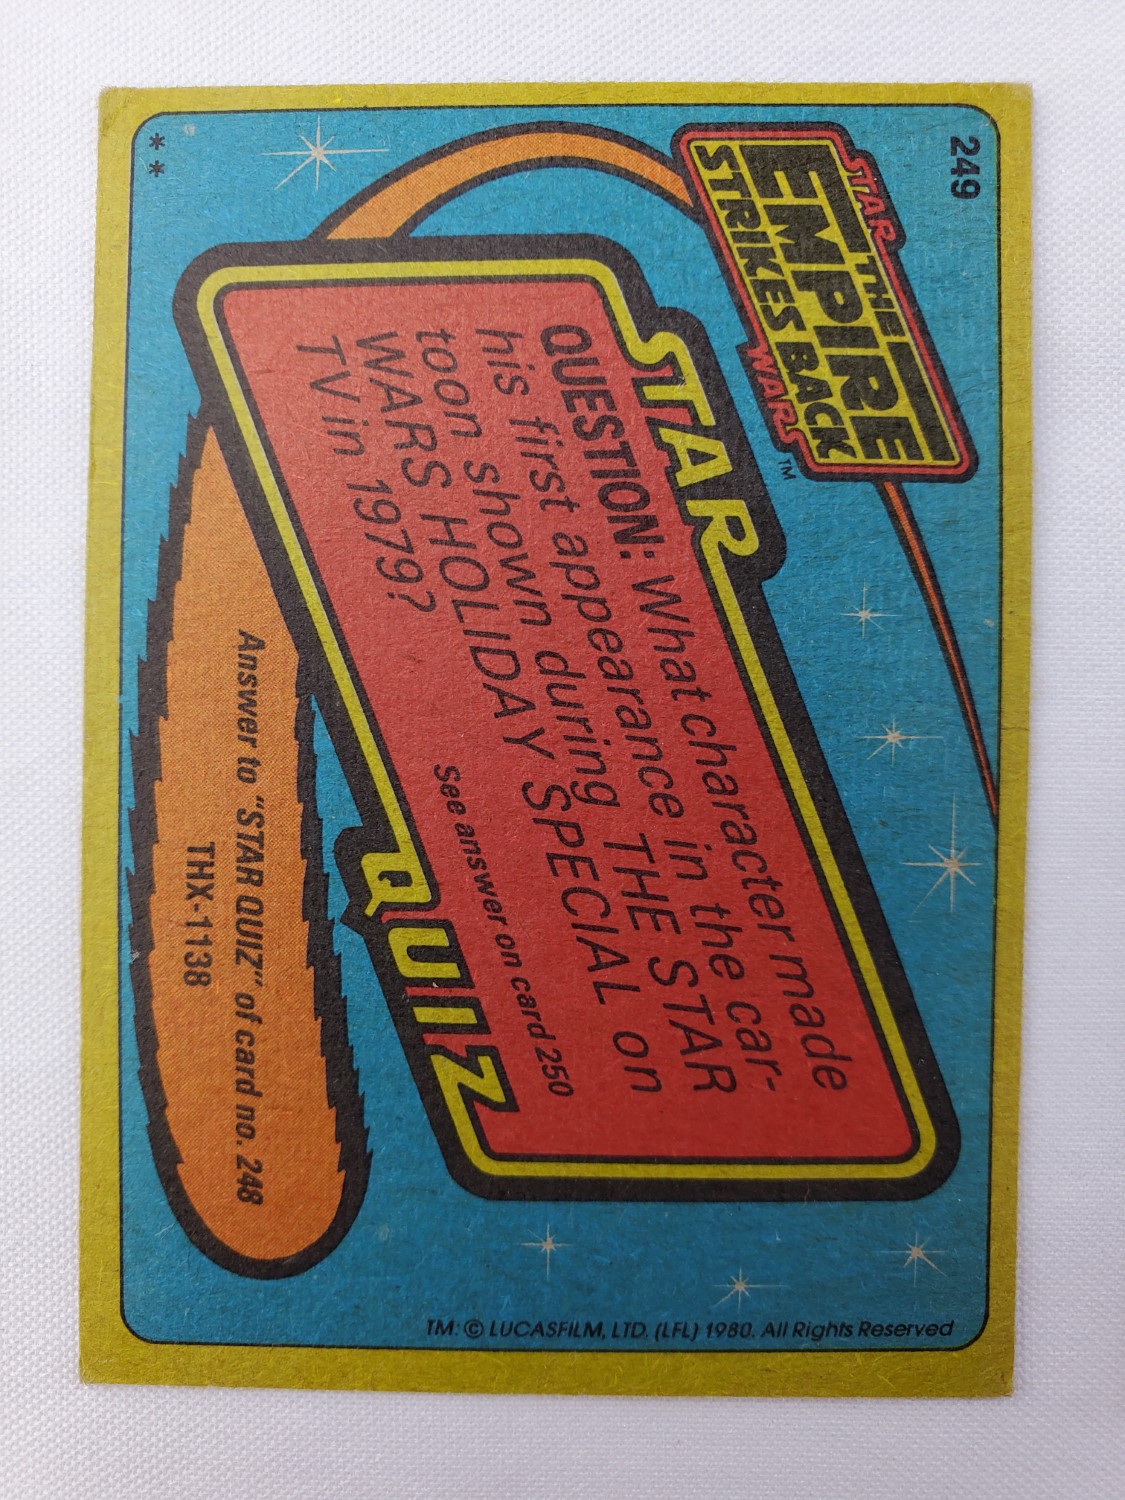 249
STAR
THE
EMPIRE
STRIKES BACK
WARS
TM
STAR
QUESTION: What character made
his first appearance in the car-
toon shown during THE STAR
WARS HOLIDAY SPECIAL on
TV in 1979?
See answer on card 250
QUIZ
Answer to "STAR QUIZ" of card no. 248
THX-1138
**
TM: © LUCASFILM, LTD. (LFL) 1980. All Rights Reserved